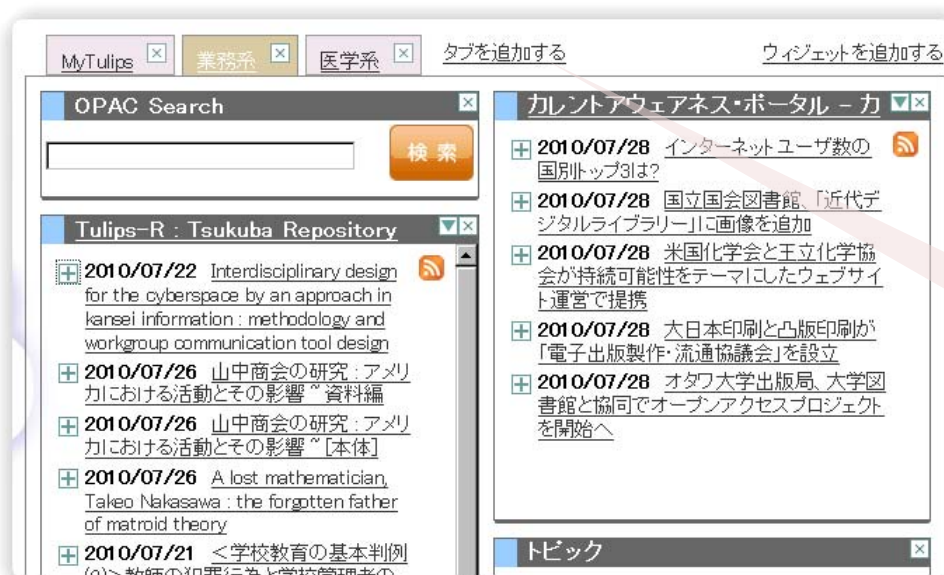 MyTulips
業務系
医学系
タブを追加する
ウィジェットを追加する
OPAC Search
検索
Tulips-R : Tsukuba Repository
2010/07/22 Interdisciplinary design
for the cyberspace by an approach in
kansei information : methodology and
workgroup communication tool design
2010/07/26 山中商会の研究 : アメリ
カにおける活動とその影響 ~ 資料編
2010/07/26 山中商会の研究 : アメリ
カにおける活動とその影響 ~ [本体]
2010/07/26 A lost mathematician,
Takeo Nakasawa : the forgotten father
of matroid theory
2010/07/21 <学校教育の基本判例
カレントアウェアネス・ポータル - カ
2010/07/28 インターネットユーザ数の
国別トップ3は?
2010/07/28 国立国会図書館、「近代デ
ジタルライブラリー」に画像を追加
2010/07/28 米国化学会と王立化学協
会が持続可能性をテーマにしたウェブサイ
ト運営で提携
2010/07/28 大日本印刷と凸版印刷が
「電子出版製作・流通協議会」を設立
2010/07/28 オタワ大学出版局、大学図
書館と協同でオープンアクセスプロジェクト
を開始へ
トピック